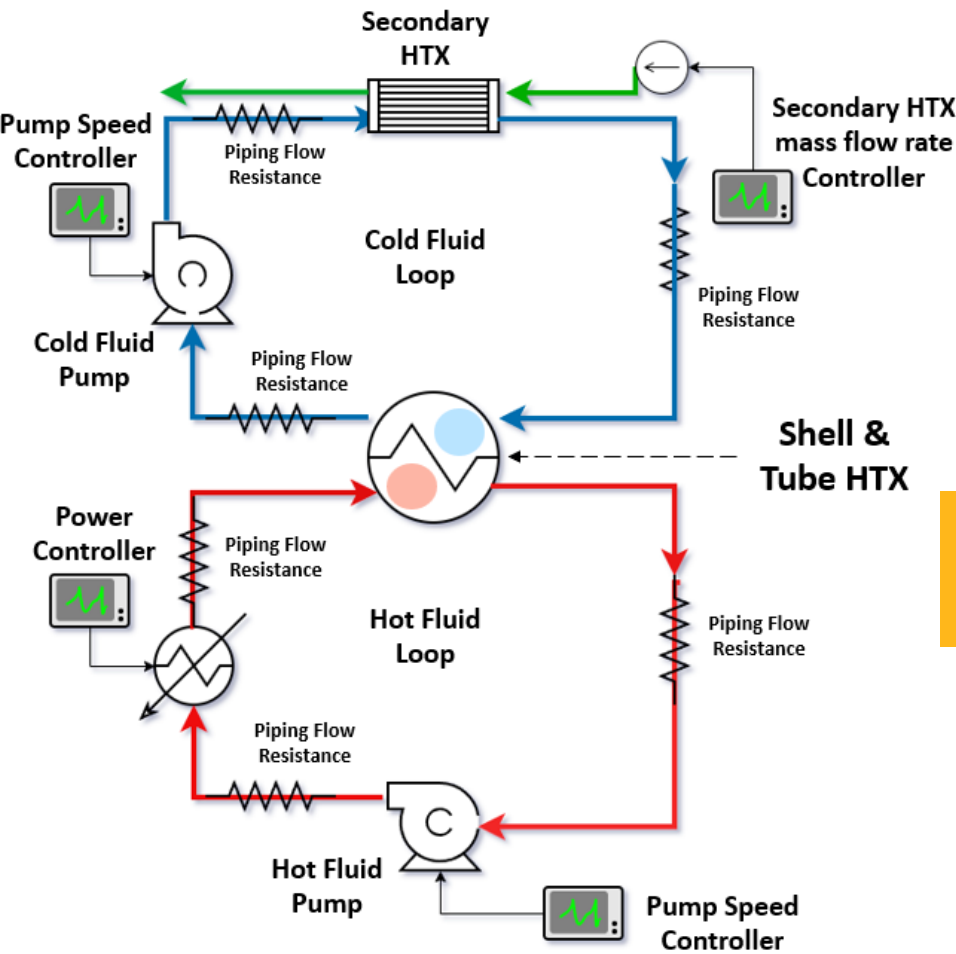 Secondary
HTX
Pump Speed
Controller
Piping Flow
Resistance
Secondary HTX
mass flow rate
Controller
Cold Fluid
Loop
Piping Flow
Resistance
Cold Fluid
Pump
Piping Flow
Resistance
Shell &
Tube HTX
Power
Controller
Piping Flow
Resistance
Hot Fluid
Loop
Piping Flow
Resistance
Piping Flow
Resistance
Hot Fluid
Pump
Pump Speed
Controller